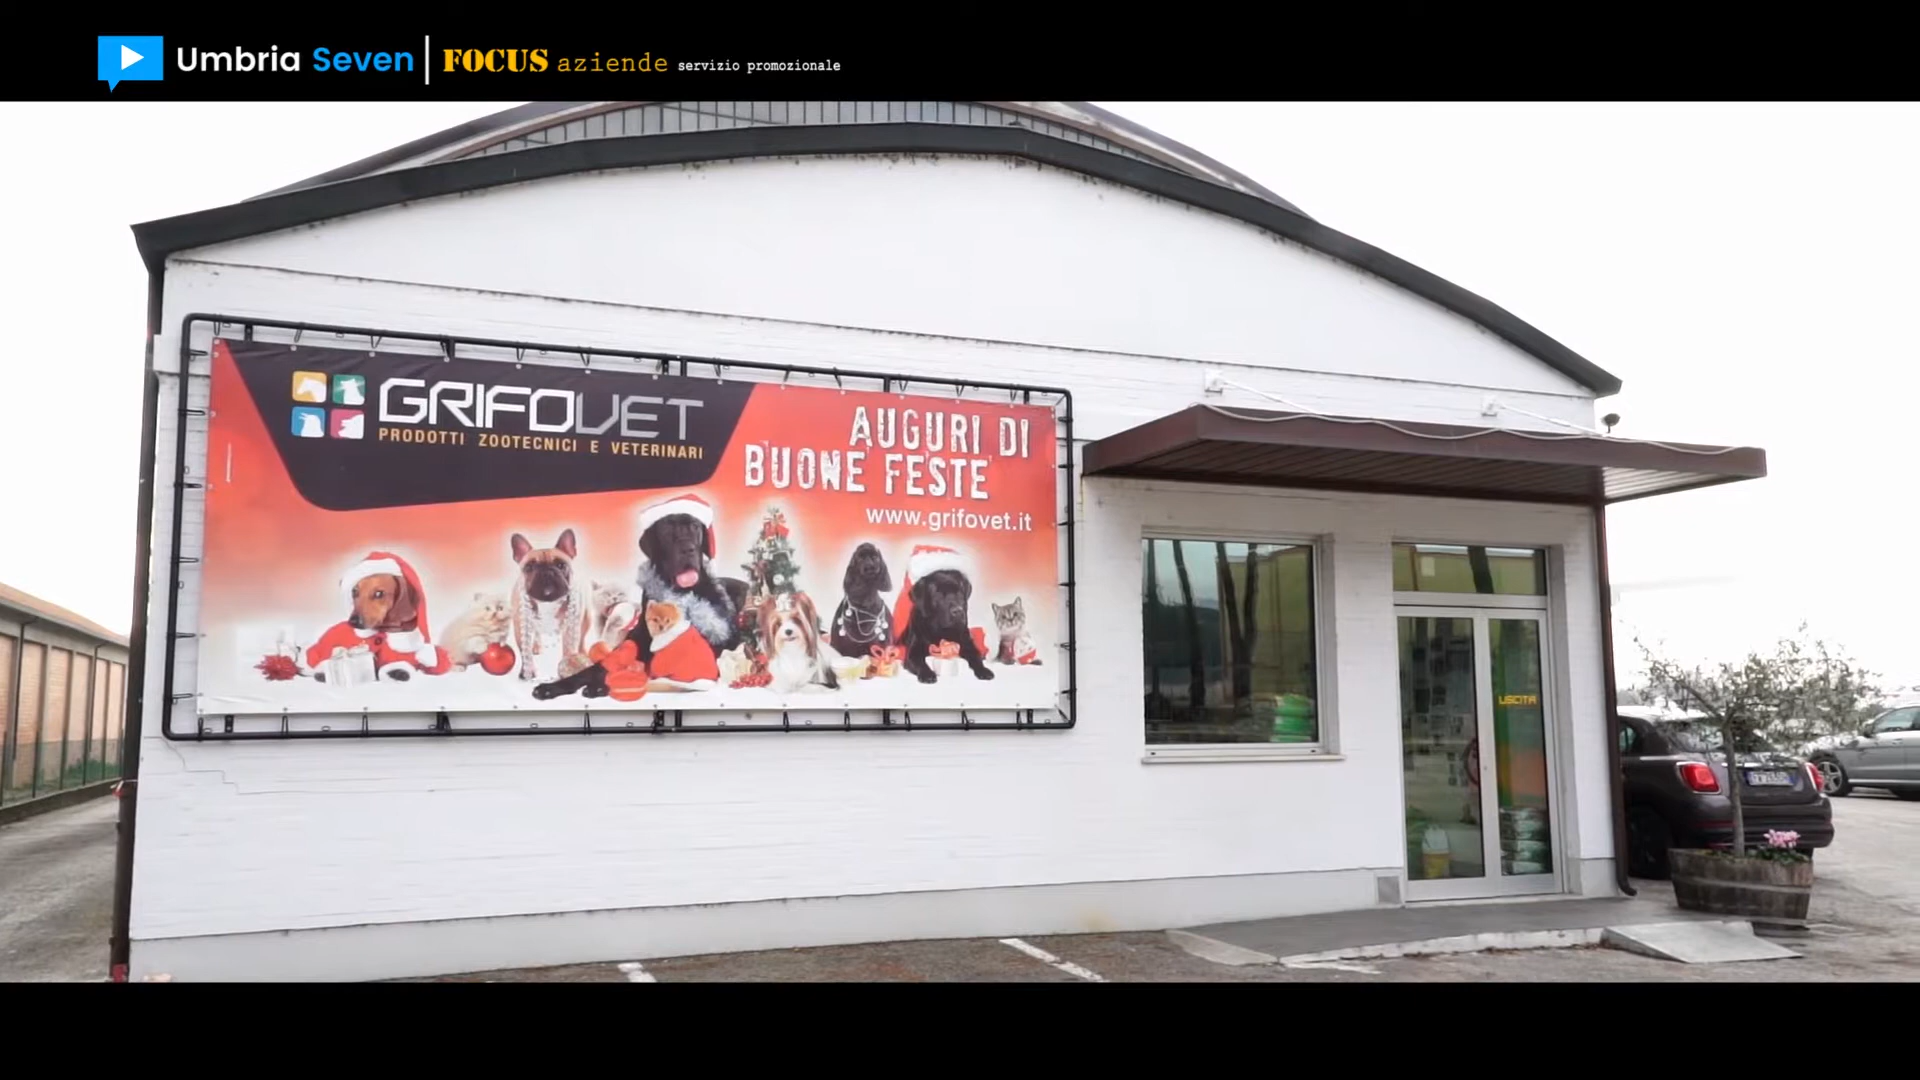 Umbria Seven FOCUS aziende servizio promozionale
GRIFOVET
PRODOTTI ZOOTECNICI E VETERINARI
AUGURI DI
BUONE FESTE
www.grifovet.it
USCITA